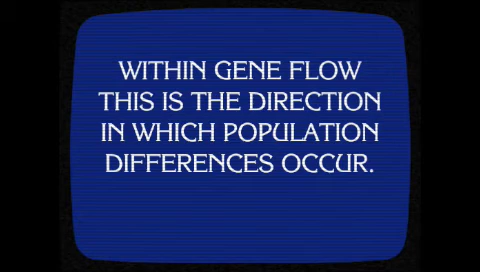 WITHIN GENE FLOW
THIS IS THE DIRECTION
IN WHICH POPULATION
DIFFERENCES OCCUR.